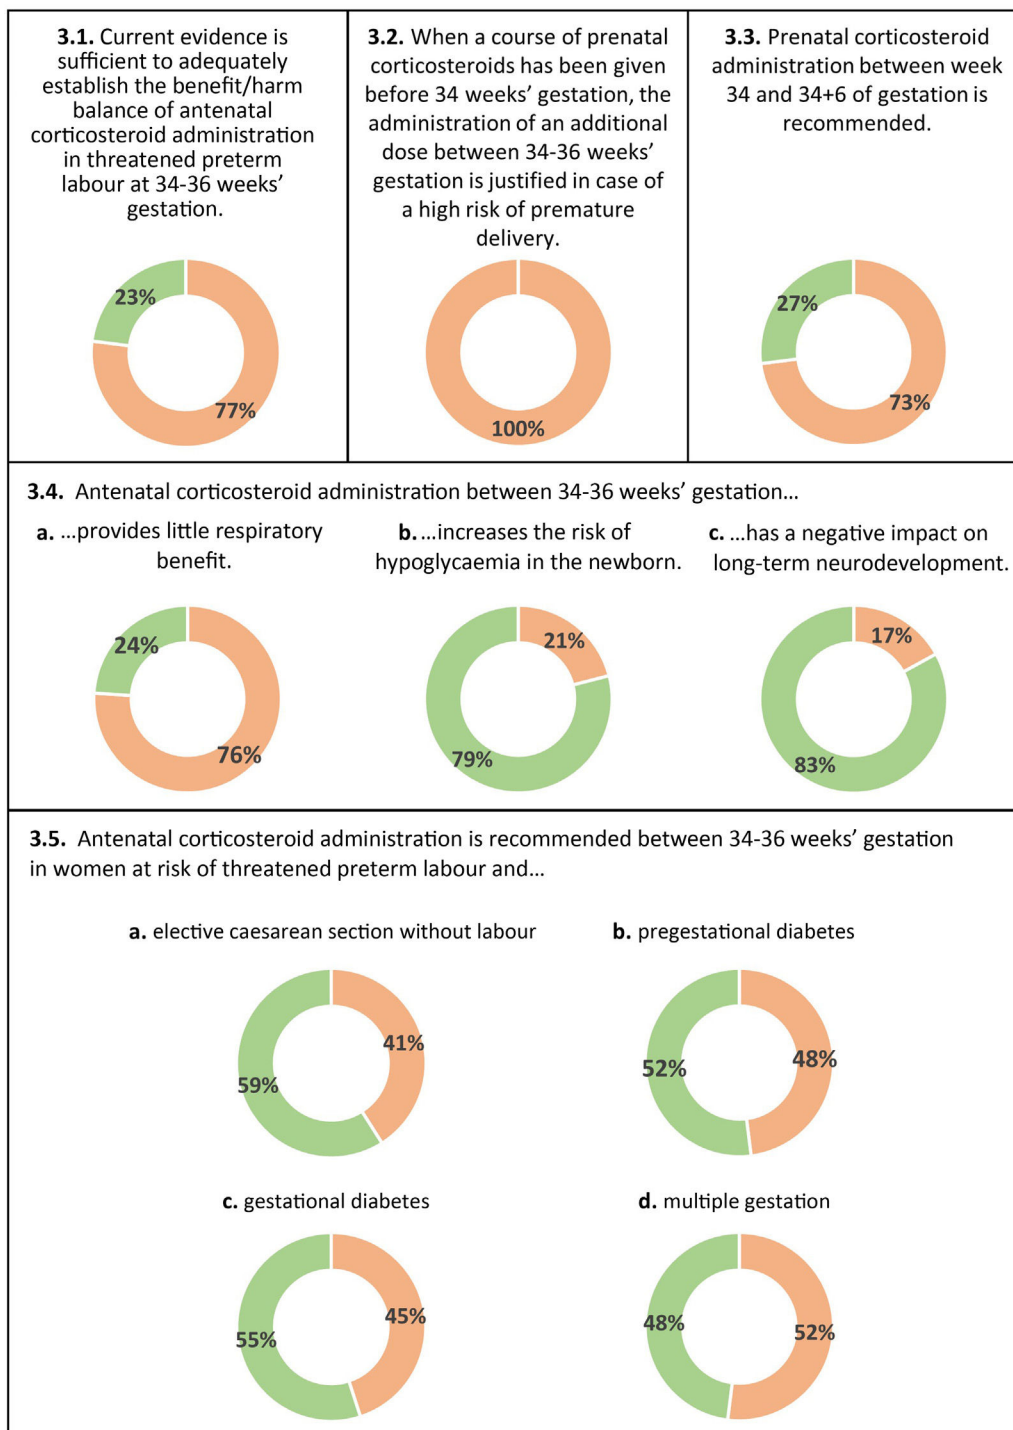 3.1. Current evidence is
sufficient to adequately
establish the benefit/harm
balance of antenatal
corticosteroid administration
in threatened preterm
labour at 34-36 weeks'
gestation.
23%
77%
3.2. When a course of prenatal
corticosteroids has been given
before 34 weeks' gestation, the
administration of an additional
dose between 34-36 weeks'
gestation is justified in case of
a high risk of premature
delivery.
100%
3.3. Prenatal corticosteroid
administration between week
34 and 34+6 of gestation is
recommended.
27%
73%
3.4. Antenatal corticosteroid administration between 34-36 weeks' gestation...
a. ...provides little respiratory
benefit.
24%
76%
b. ...increases the risk of
hypoglycaemia in the newborn.
21%
79%
c. ...has a negative impact on
long-term neurodevelopment.
17%
83%
3.5. Antenatal corticosteroid administration is recommended between 34-36 weeks' gestation
in women at risk of threatened preterm labour and...
a. elective caesarean section without labour
41%
59%
b. pregestational diabetes
52%
48%
c. gestational diabetes
45%
55%
d. multiple gestation
48%
52%